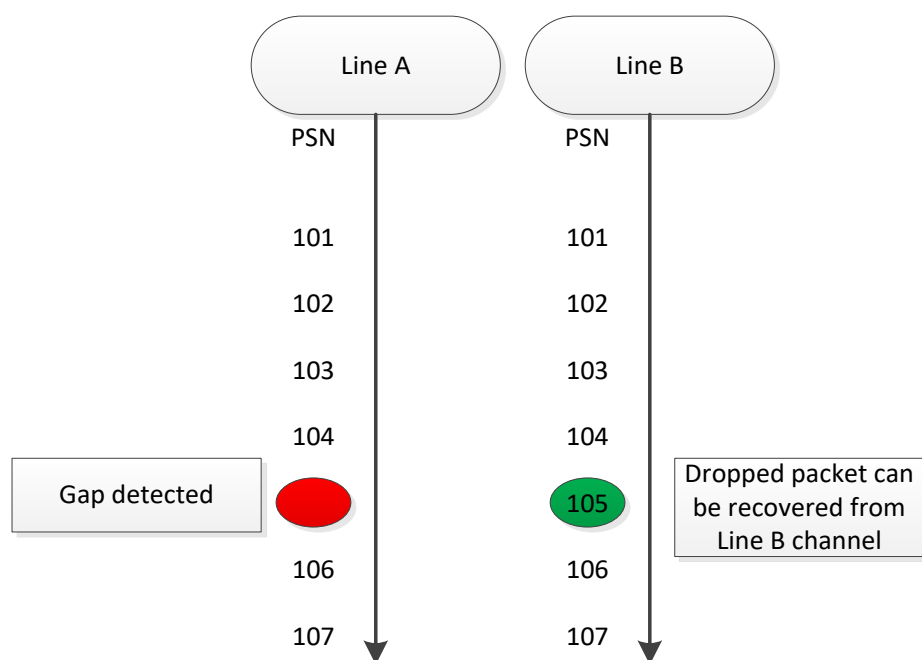 Line A
Line B
PSN
PSN
101
101
102
102
103
103
104
104
Gap detected
105
Dropped packet can
be recovered from
Line B channel
106
106
107
107